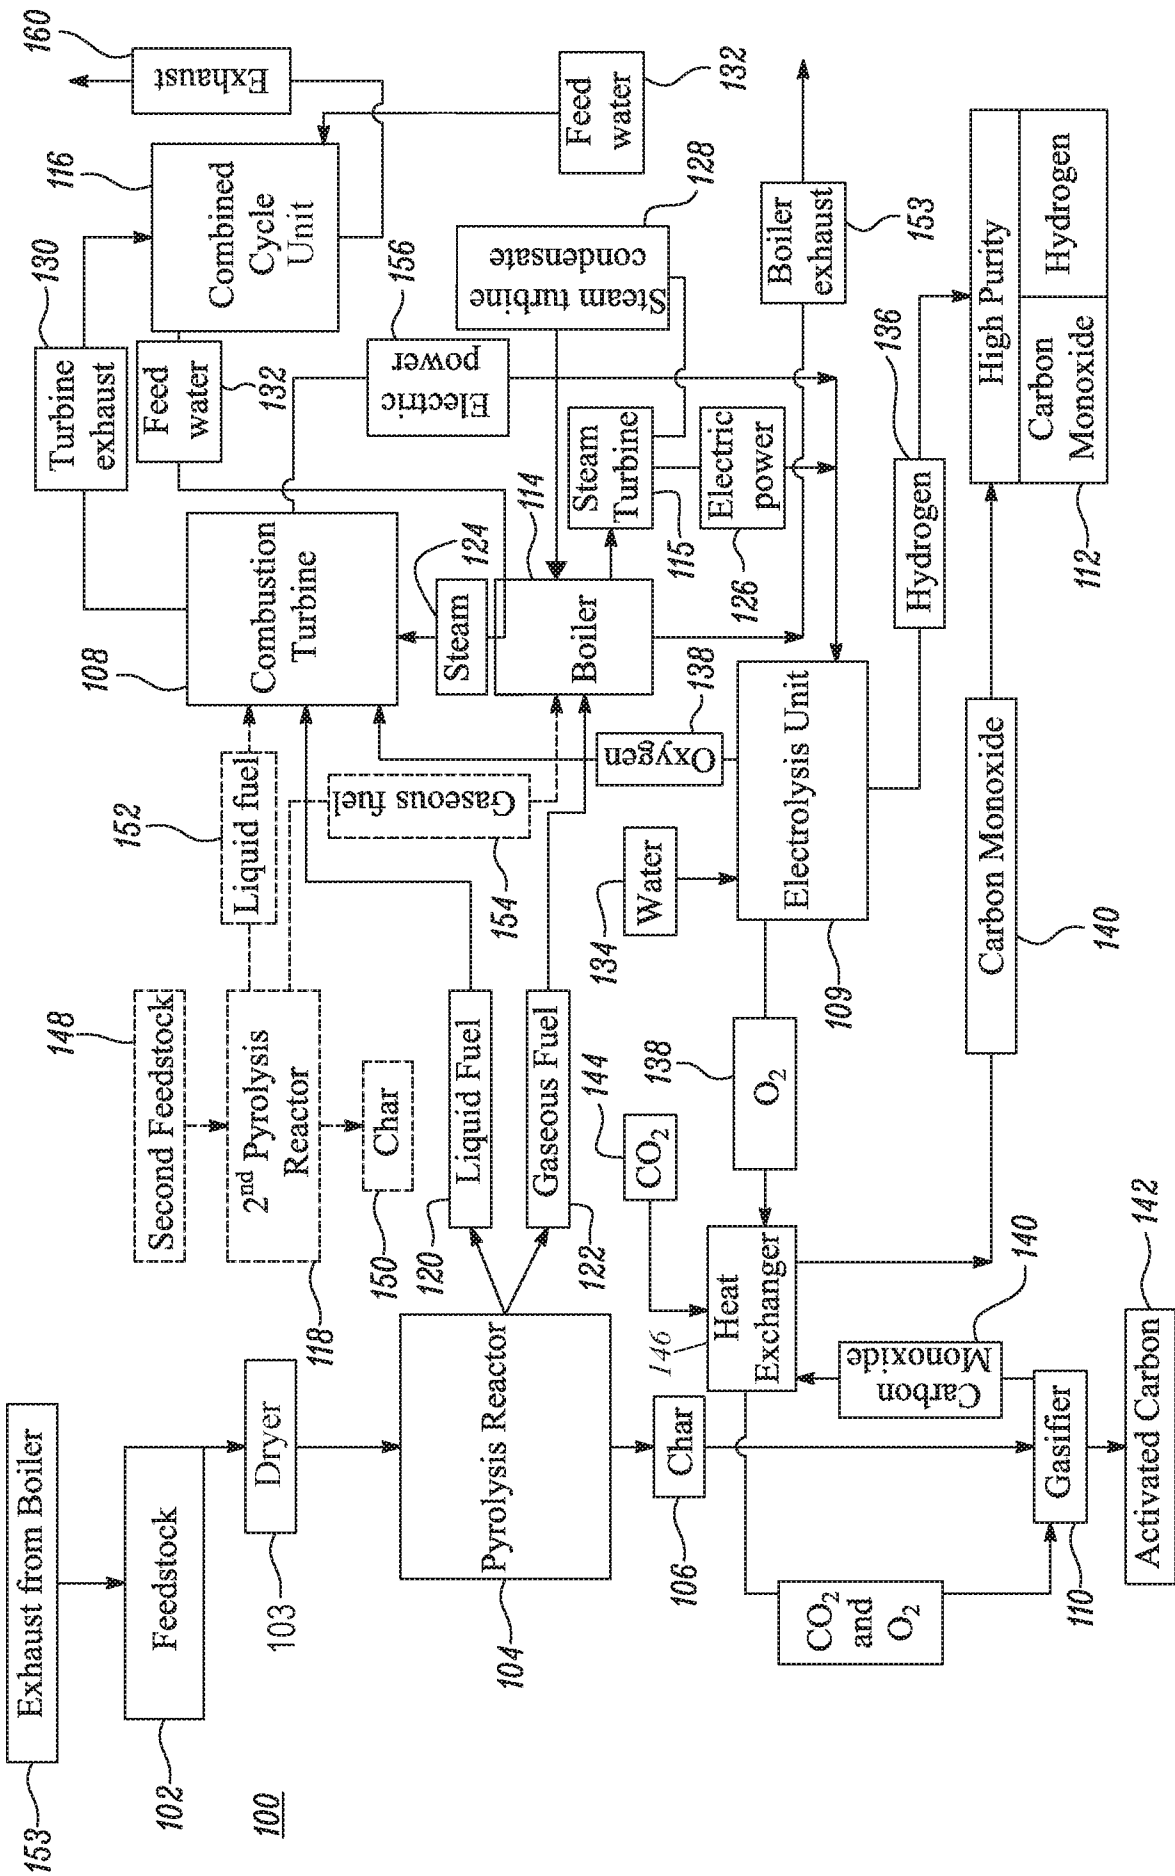 153
Exhaust from Boiler
102
Feedstock
100
103
Dryer
104
Pyrolysis Reactor
148
Second Feedstock
118
2nd Pyrolysis
Reactor
150
Char
152
Liquid fuel
154
Gaseous fuel
120
Liquid Fuel
122
Gaseous Fuel
106
Char
CO2
and
O2
110
Gasifier
142
Activated Carbon
140
Carbon
Monoxide
146
Heat
Exchanger
144
CO2
138
O2
134
Water
109
Electrolysis Unit
138
Oxygen
108
Combustion
Turbine
124
Steam
114
Boiler
115
Steam
Turbine
126
Electric
power
130
Turbine
exhaust
132
Feed
water
116
Combined
Cycle
Unit
160
Exhaust
156
Electric
power
128
Steam turbine
condensate
132
Feed
water
153
Boiler
exhaust
136
Hydrogen
140
Carbon Monoxide
112
High Purity
Carbon
Monoxide
Hydrogen